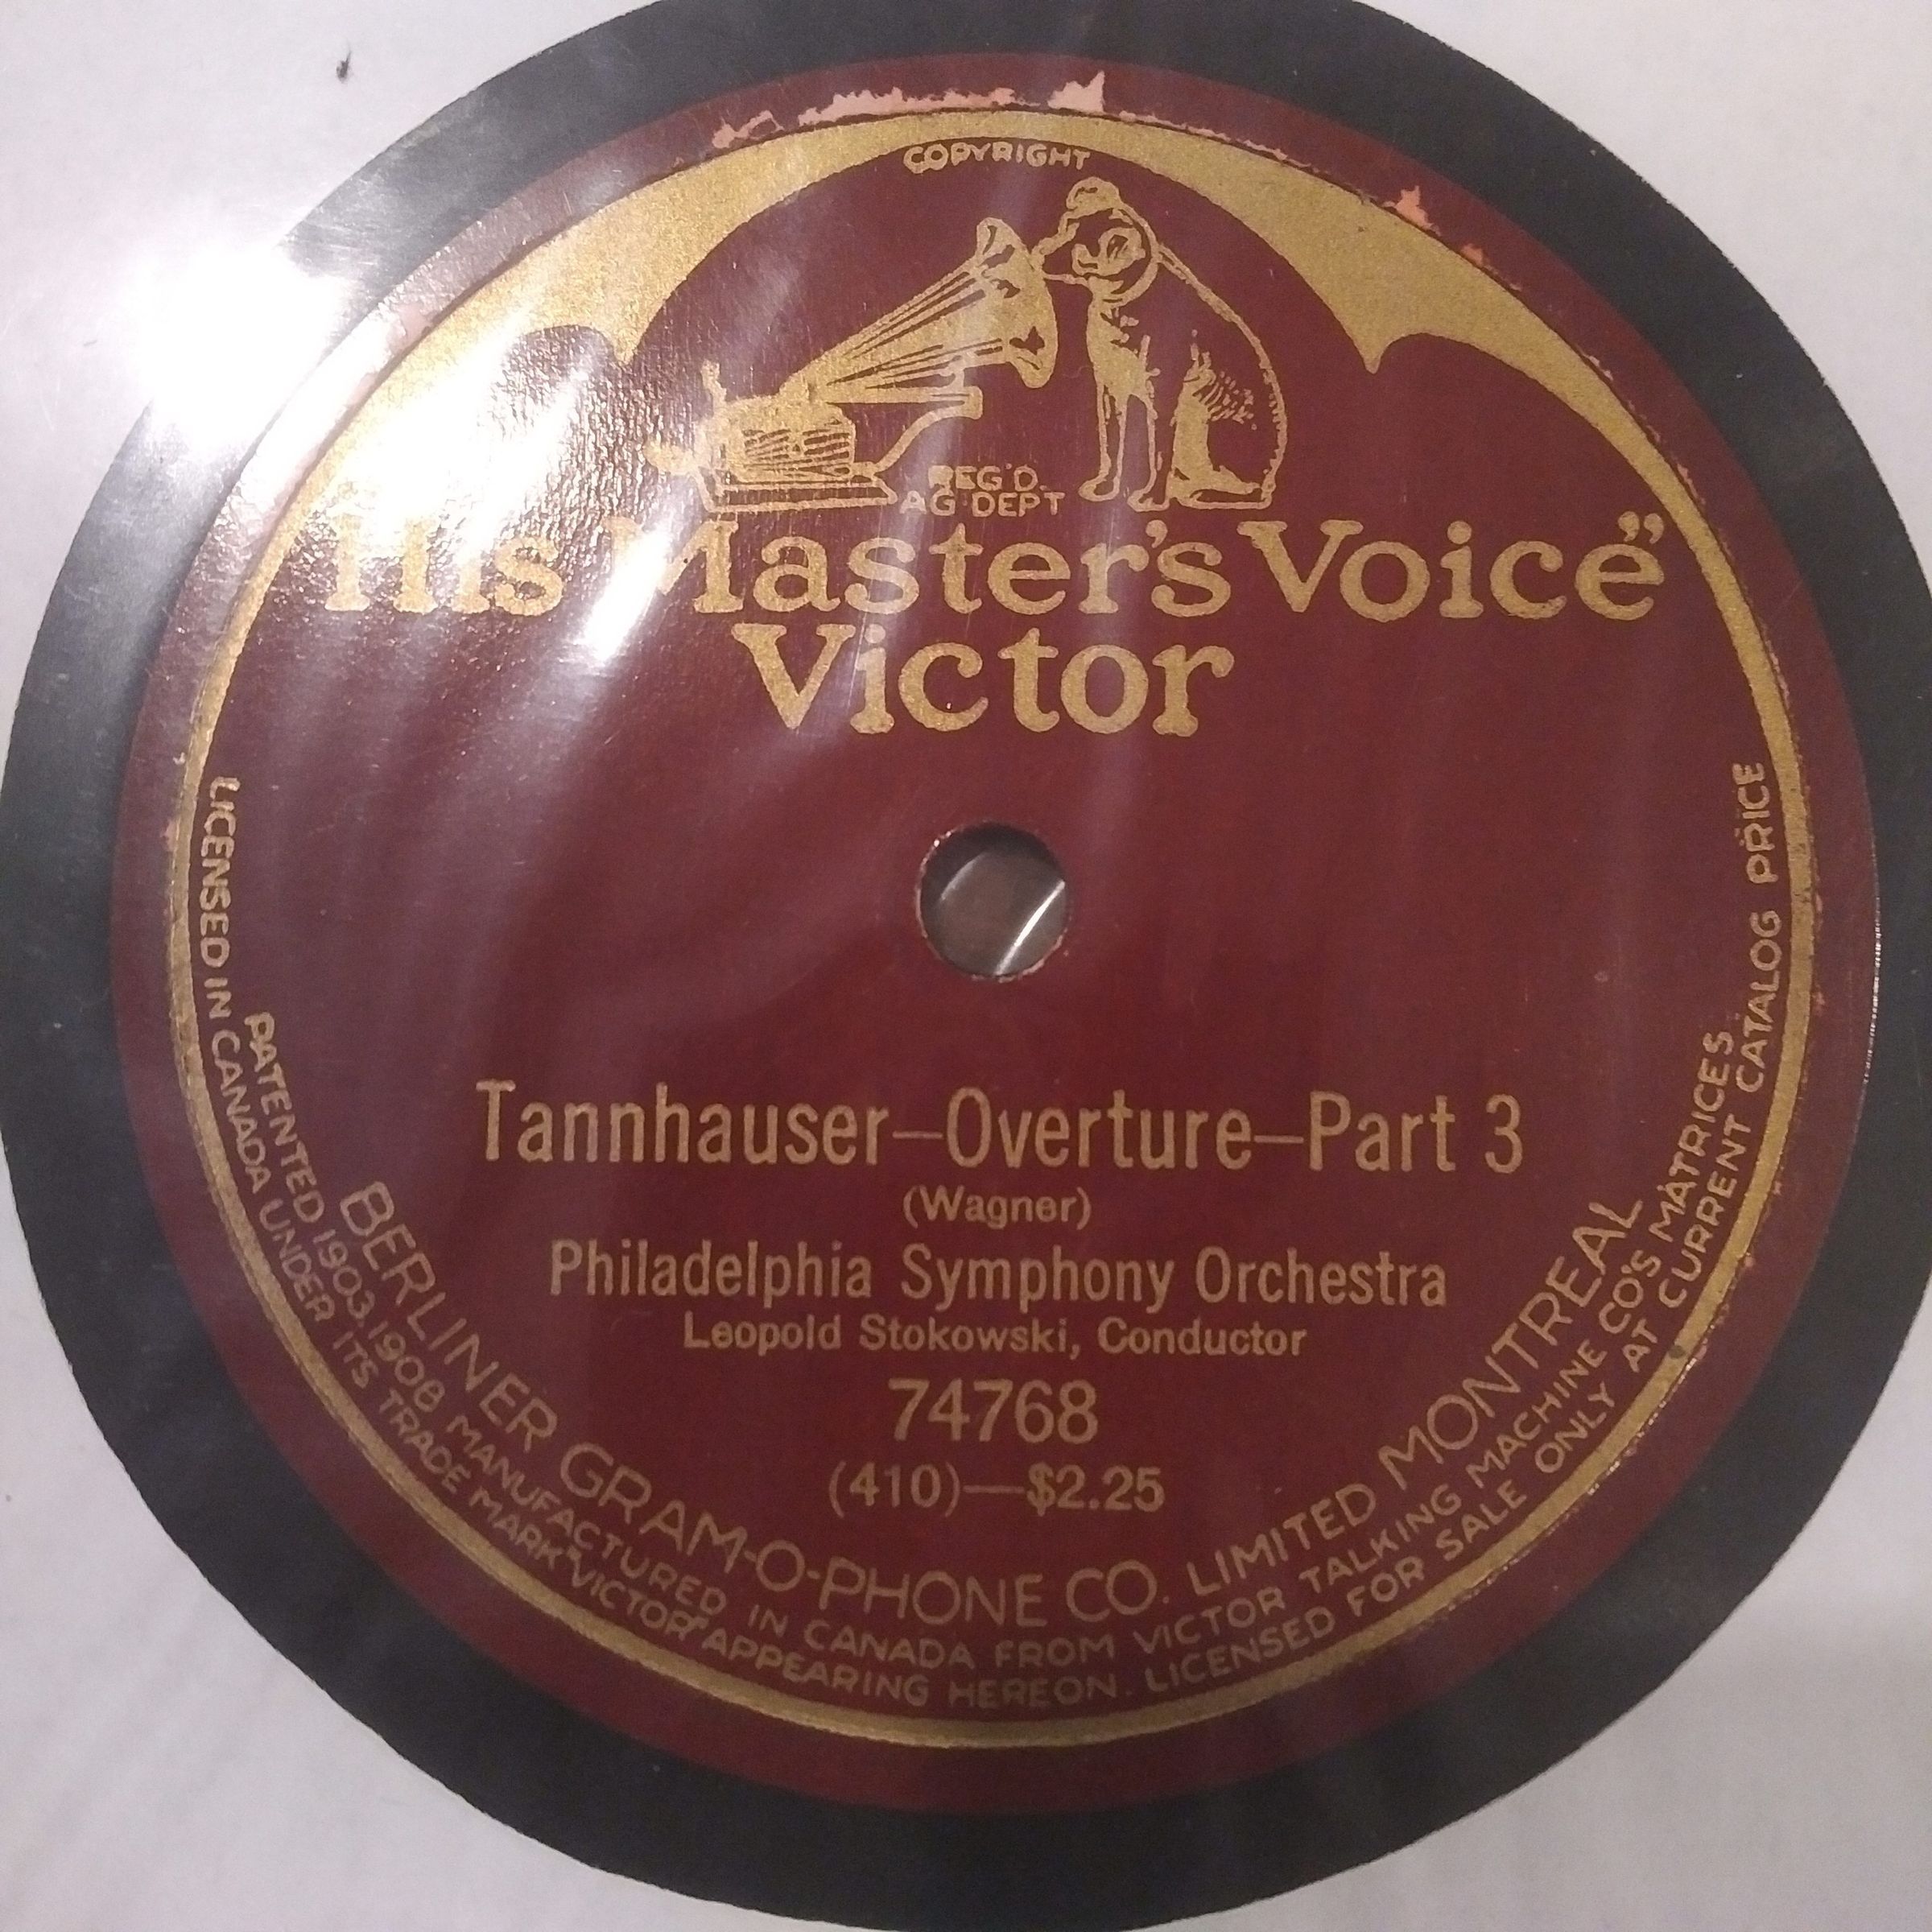 COPYRIGHT
REG'D.
AG·DEPT
"His Master's Voice"
Victor
Tannhauser—Overture—Part 3
(Wagner)
Philadelphia Symphony Orchestra
Leopold Stokowski, Conductor
74768
(410)—$2.25
BERLINER GRAM-O-PHONE CO. LIMITED MONTREAL
PATENTED 1903, 1908 MANUFACTURED IN CANADA FROM VICTOR TALKING MACHINE CO'S MATRICES
LICENSED IN CANADA UNDER ITS TRADE MARK "VICTOR" APPEARING HEREON. LICENSED FOR SALE ONLY AT CURRENT CATALOG PRICE